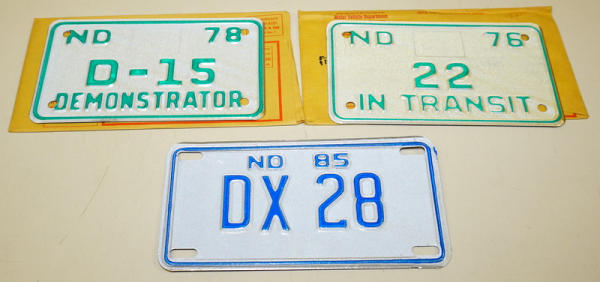 ND 78
D-15
DEMONSTRATOR
Motor Vehicle Department
ND 76
22
IN TRANSIT
ND 85
DX 28